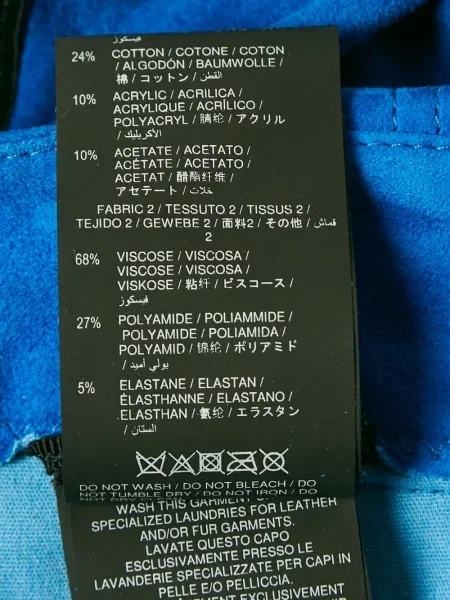 فيسكوز
24% COTTON / COTONE / COTON
/ ALGODÓN / BAUMWOLLE /
棉 / コットン / القطن /
10% ACRYLIC / ACRILICA /
ACRYLIQUE / ACRÍLICO /
POLYACRYL / 腈纶 / アクリル
/ الأكريليك /
10% ACETATE / ACETATO /
ACÉTATE / ACETATO /
ACETAT / 醋酯纤维 /
アセテート / خلات /
FABRIC 2 / TESSUTO 2 / TISSUS 2 /
TEJIDO 2 / GEWEBE 2 / 面料2 / その他 / قماش
2
68% VISCOSE / VISCOSA /
VISCOSE / VISCOSA /
VISKOSE / 粘纤 / ビスコース /
فيسكوز
27% POLYAMIDE / POLIAMMIDE /
POLYAMIDE / POLIAMIDA /
POLYAMID / 锦纶 / ポリアミド
/ بولي أميد /
5% ELASTANE / ELASTAN /
ÉLASTHANNE / ELASTANO /
ELASTHAN / 氨纶 / エラスタン
/ الستان /
DO NOT WASH / DO NOT BLEACH / DO
NOT TUMBLE DRY / DO NOT IRON / DO
WASH THIS GARMENT
SPECIALIZED LAUNDRIES FOR LEATHER
AND/OR FUR GARMENTS.
LAVATE QUESTO CAPO
ESCLUSIVAMENTE PRESSO LE
LAVANDERIE SPECIALIZZATE PER CAPI IN
PELLE E/O PELLICCIA.
EXCLUSIVEMENT